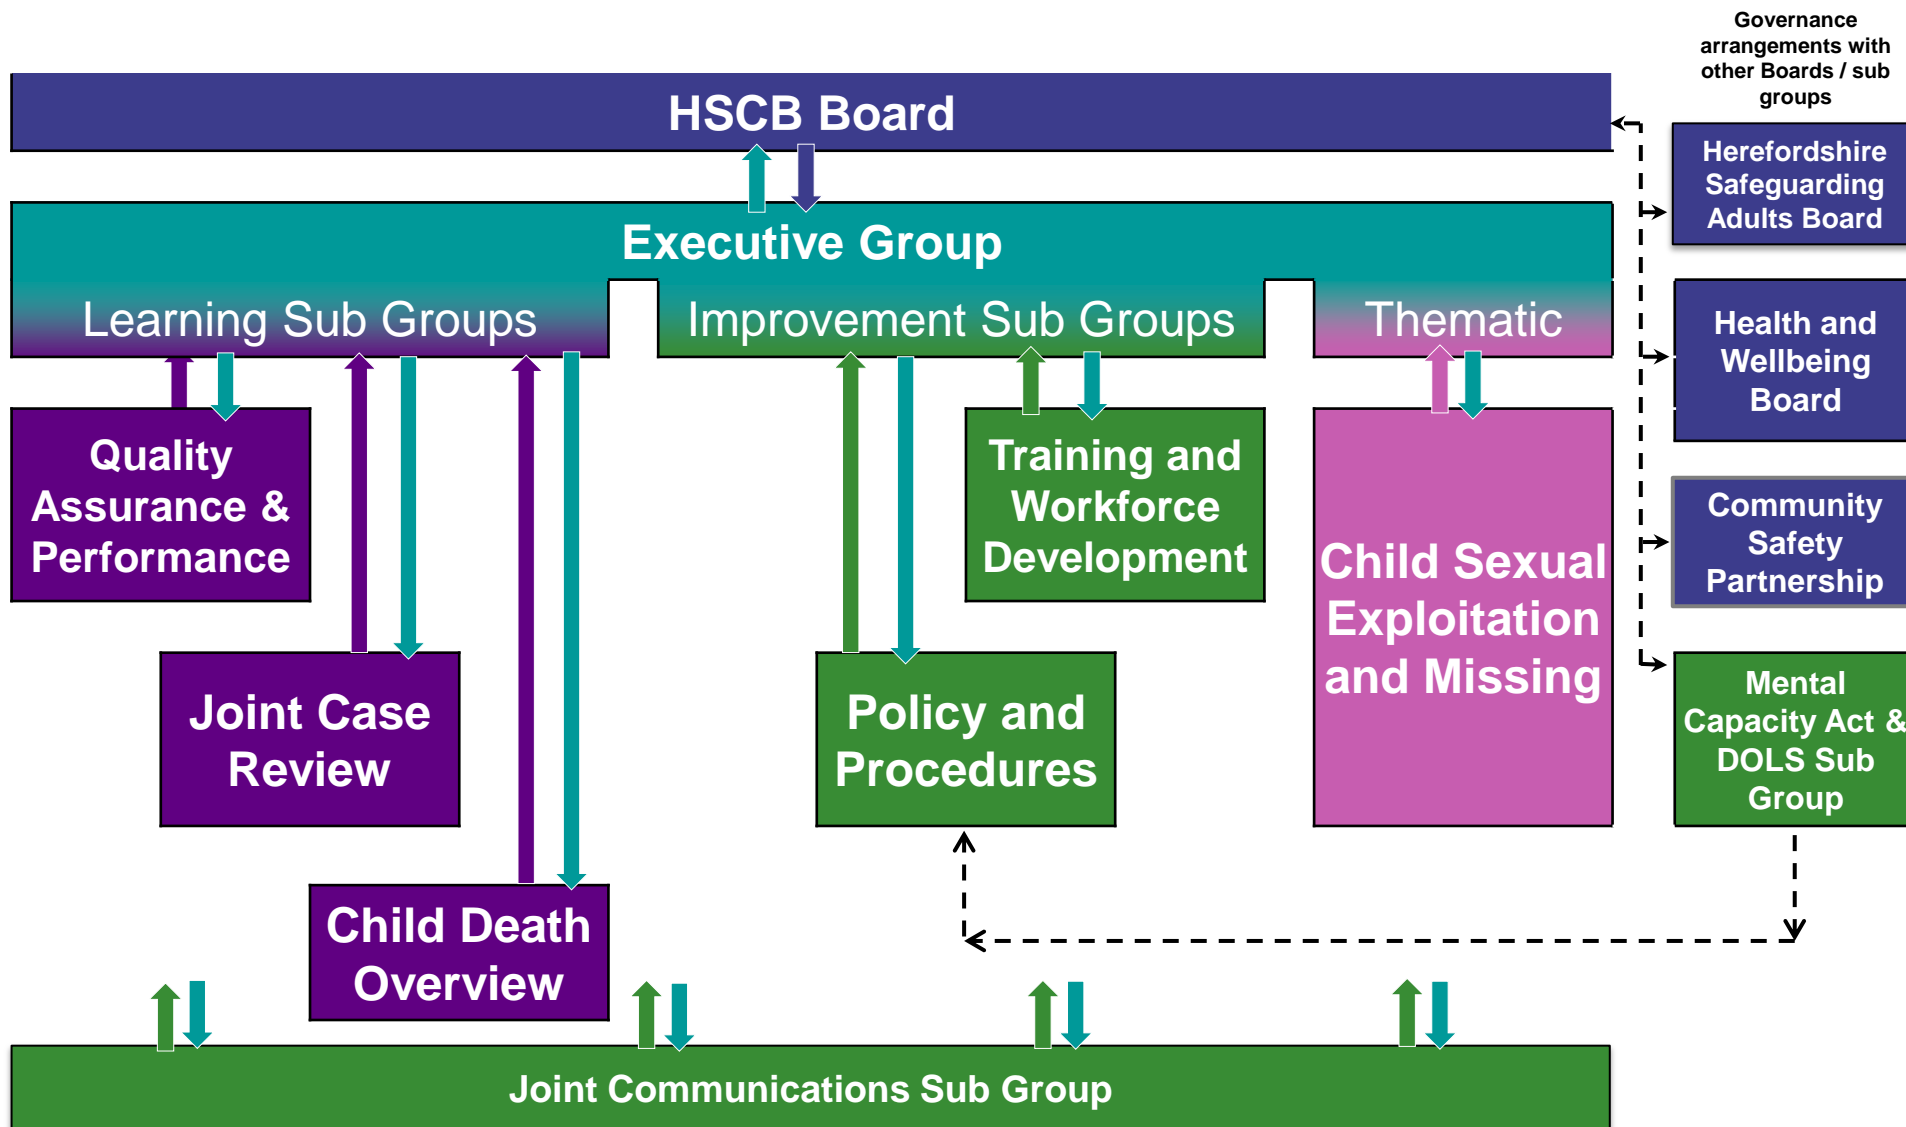 Governance
arrangements with
other Boards / sub
groups
HSCB Board
Herefordshire
Safeguarding
Adults Board
Executive Group
Learning Sub Groups
Improvement Sub Groups
Thematic
Health and
Wellbeing
Board
Quality
Assurance &
Performance
Training and
Workforce
Development
Child Sexual
Exploitation
and Missing
Community
Safety
Partnership
Joint Case
Review
Policy and
Procedures
Mental
Capacity Act &
DOLS Sub
Group
Child Death
Overview
Joint Communications Sub Group